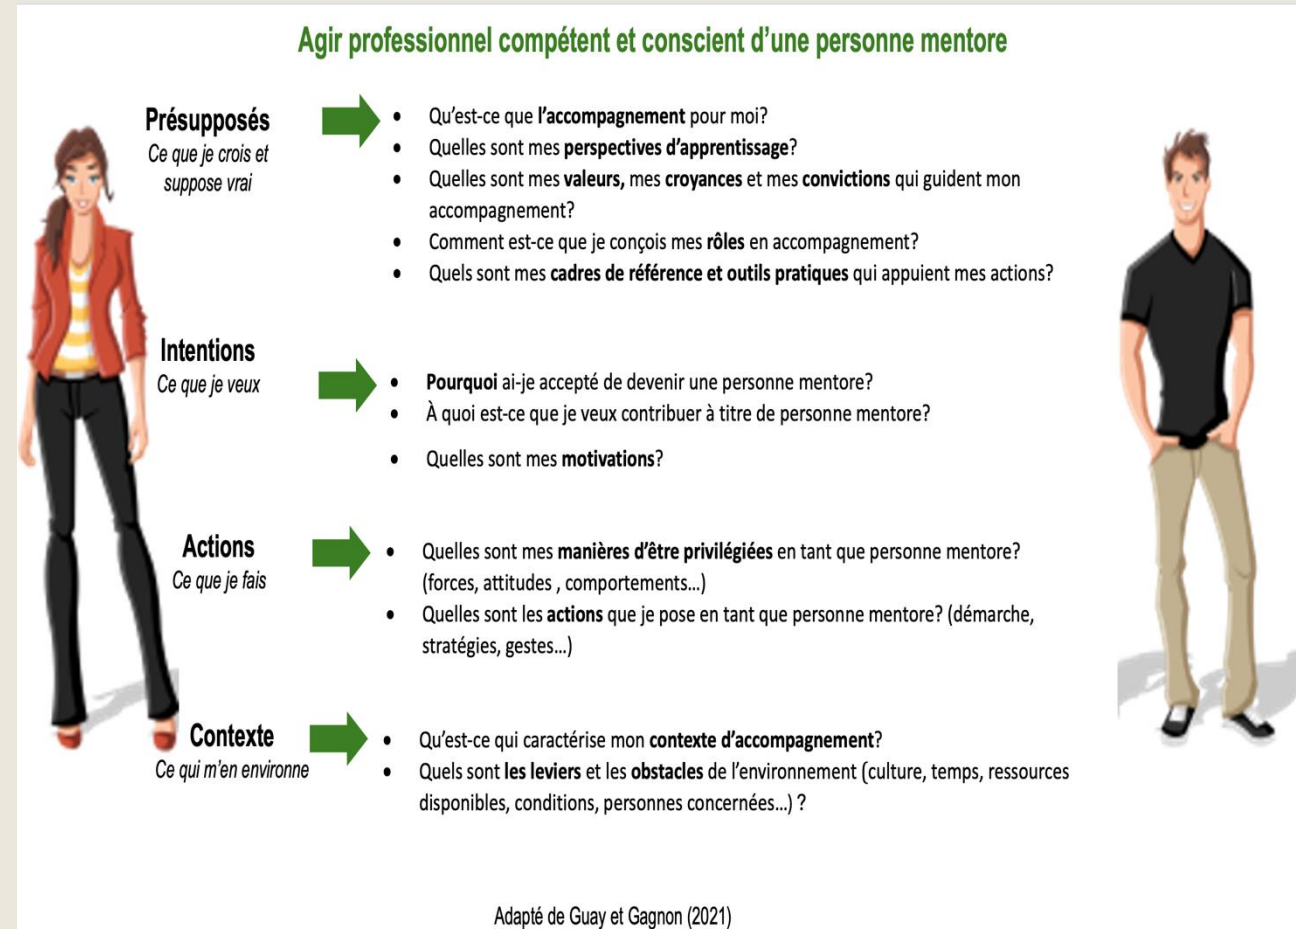 Agir professionnel compétent et conscient d'une personne mentore
Présupposés
Ce que je crois et
suppose vrai
• Qu'est-ce que l'accompagnement pour moi?
• Quelles sont mes perspectives d'apprentissage?
• Quelles sont mes valeurs, mes croyances et mes convictions qui guident mon
accompagnement?
• Comment est-ce que je conçois mes rôles en accompagnement?
• Quels sont mes cadres de référence et outils pratiques qui appuient mes actions?
Intentions
Ce que je veux
• Pourquoi ai-je accepté de devenir une personne mentore?
• À quoi est-ce que je veux contribuer à titre de personne mentore?
• Quelles sont mes motivations?
Actions
Ce que je fais
• Quelles sont mes manières d'être privilégiées en tant que personne mentore?
(forces, attitudes , comportements...)
• Quelles sont les actions que je pose en tant que personne mentore? (démarche,
stratégies, gestes...)
Contexte
Ce qui m'en environne
• Qu'est-ce qui caractérise mon contexte d'accompagnement?
• Quels sont les leviers et les obstacles de l'environnement (culture, temps, ressources
disponibles, conditions, personnes concernées...) ?
Adapté de Guay et Gagnon (2021)